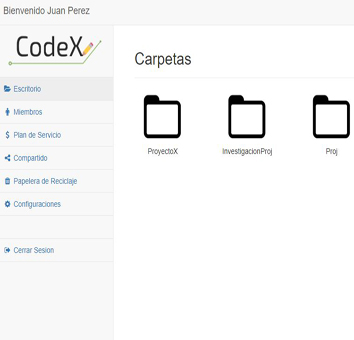 Bienvenido Juan Perez
CodeX
Escritorio
Miembros
Plan de Servicio
Compartido
Papelera de Reciclaje
Configuraciones
Cerrar Sesion
Carpetas
ProyectoX
InvestigacionProj
Proj